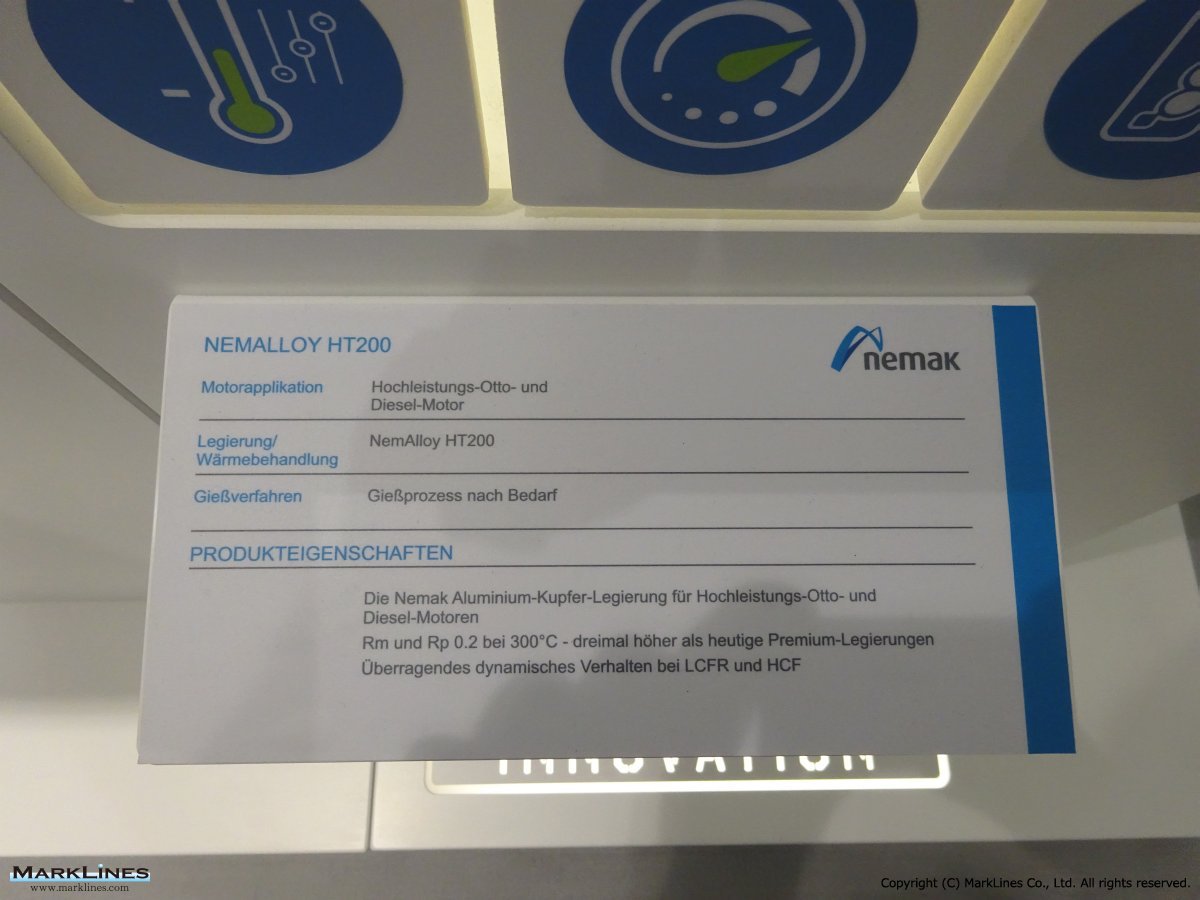 NEMALLOY HT200
nemak
Motorapplikation
Hochleistungs-Otto- und
Diesel-Motor
Legierung/
Wärmebehandlung
NemAlloy HT200
Gießverfahren
Gießprozess nach Bedarf
PRODUKTEIGENSCHAFTEN
Die Nemak Aluminium-Kupfer-Legierung für Hochleistungs-Otto- und
Diesel-Motoren
Rm und Rp 0.2 bei 300°C - dreimal höher als heutige Premium-Legierungen
Überragendes dynamisches Verhalten bei LCFR und HCF
INNOVATION
MARKLINES
www.marklines.com
Copyright (C) MarkLines Co., Ltd. All rights reserved.